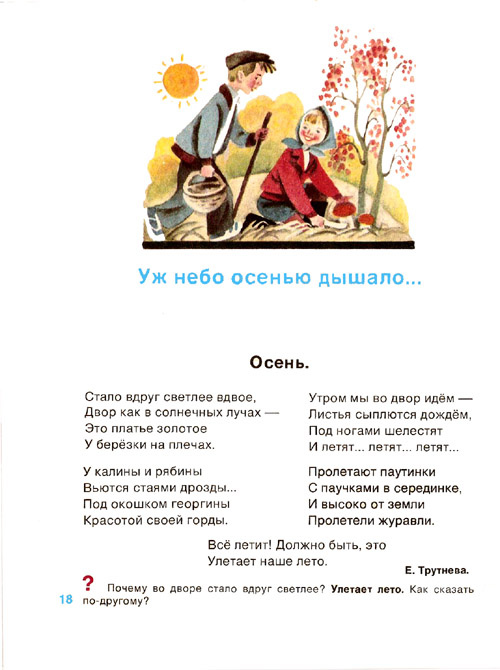 Уж небо осенью дышало...
Осень.
Стало вдруг светлее вдвое,
Двор как в солнечных лучах —
Это платье золотое
У берёзки на плечах.
У калины и рябины
Вьются стаями дрозды...
Под окошком георгины
Красотой своей горды.
Утром мы во двор идём —
Листья сыплются дождём,
Под ногами шелестят
И летят... летят... летят...
Пролетают паутинки
С паучками в серединке,
И высоко от земли
Пролетели журавли.
Всё летит! Должно быть, это
Улетает наше лето.
Е. Трутнева.
? Почему во дворе стало вдруг светлее? Улетает лето. Как сказать
по-другому?
18